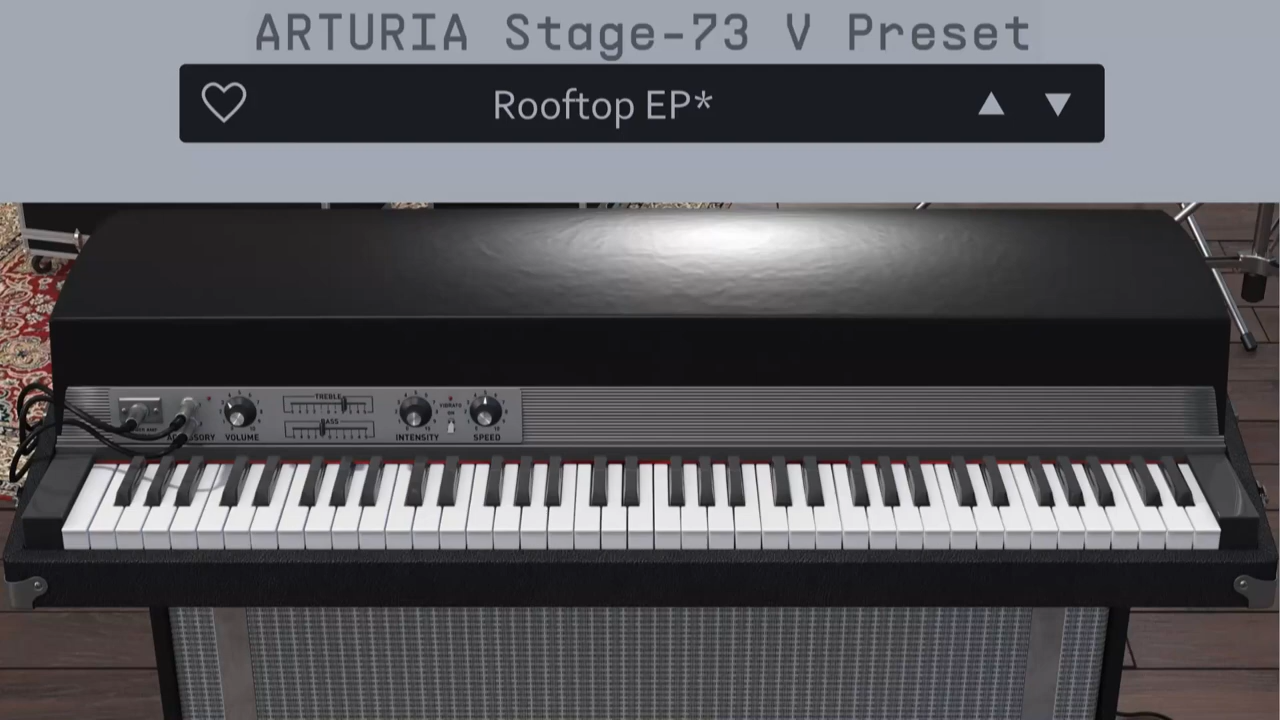 ARTURIA Stage-73 V Preset
Rooftop EP*
TREBLE
VIBRATO
ON
BASS
VOLUME
INTENSITY
SPEED